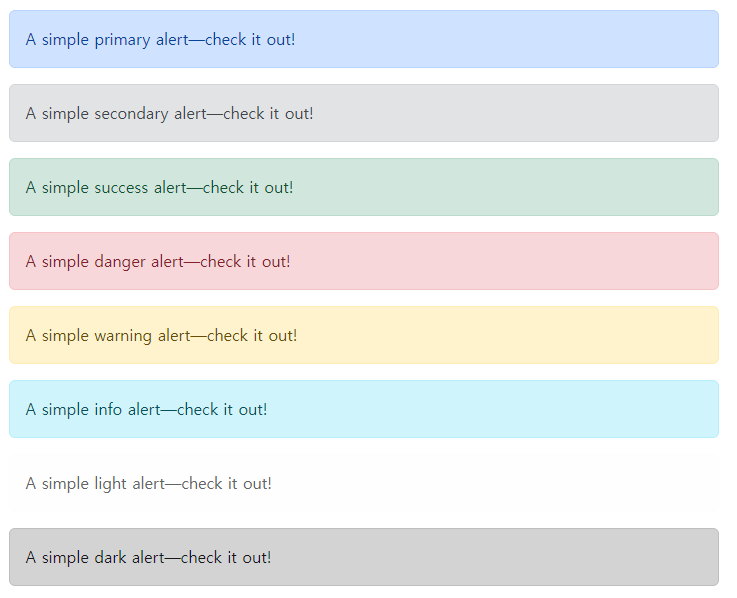 A simple primary alert—check it out!
A simple secondary alert—check it out!
A simple success alert—check it out!
A simple danger alert—check it out!
A simple warning alert—check it out!
A simple info alert—check it out!
A simple light alert—check it out!
A simple dark alert—check it out!